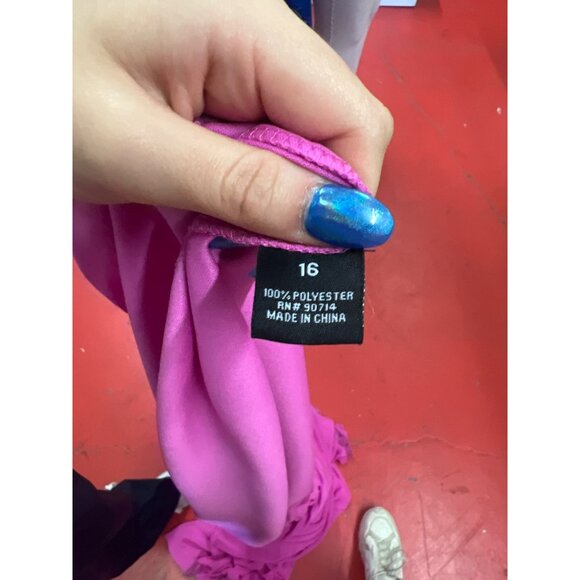 16
100% POLYESTER
RN# 90714
MADE IN CHINA